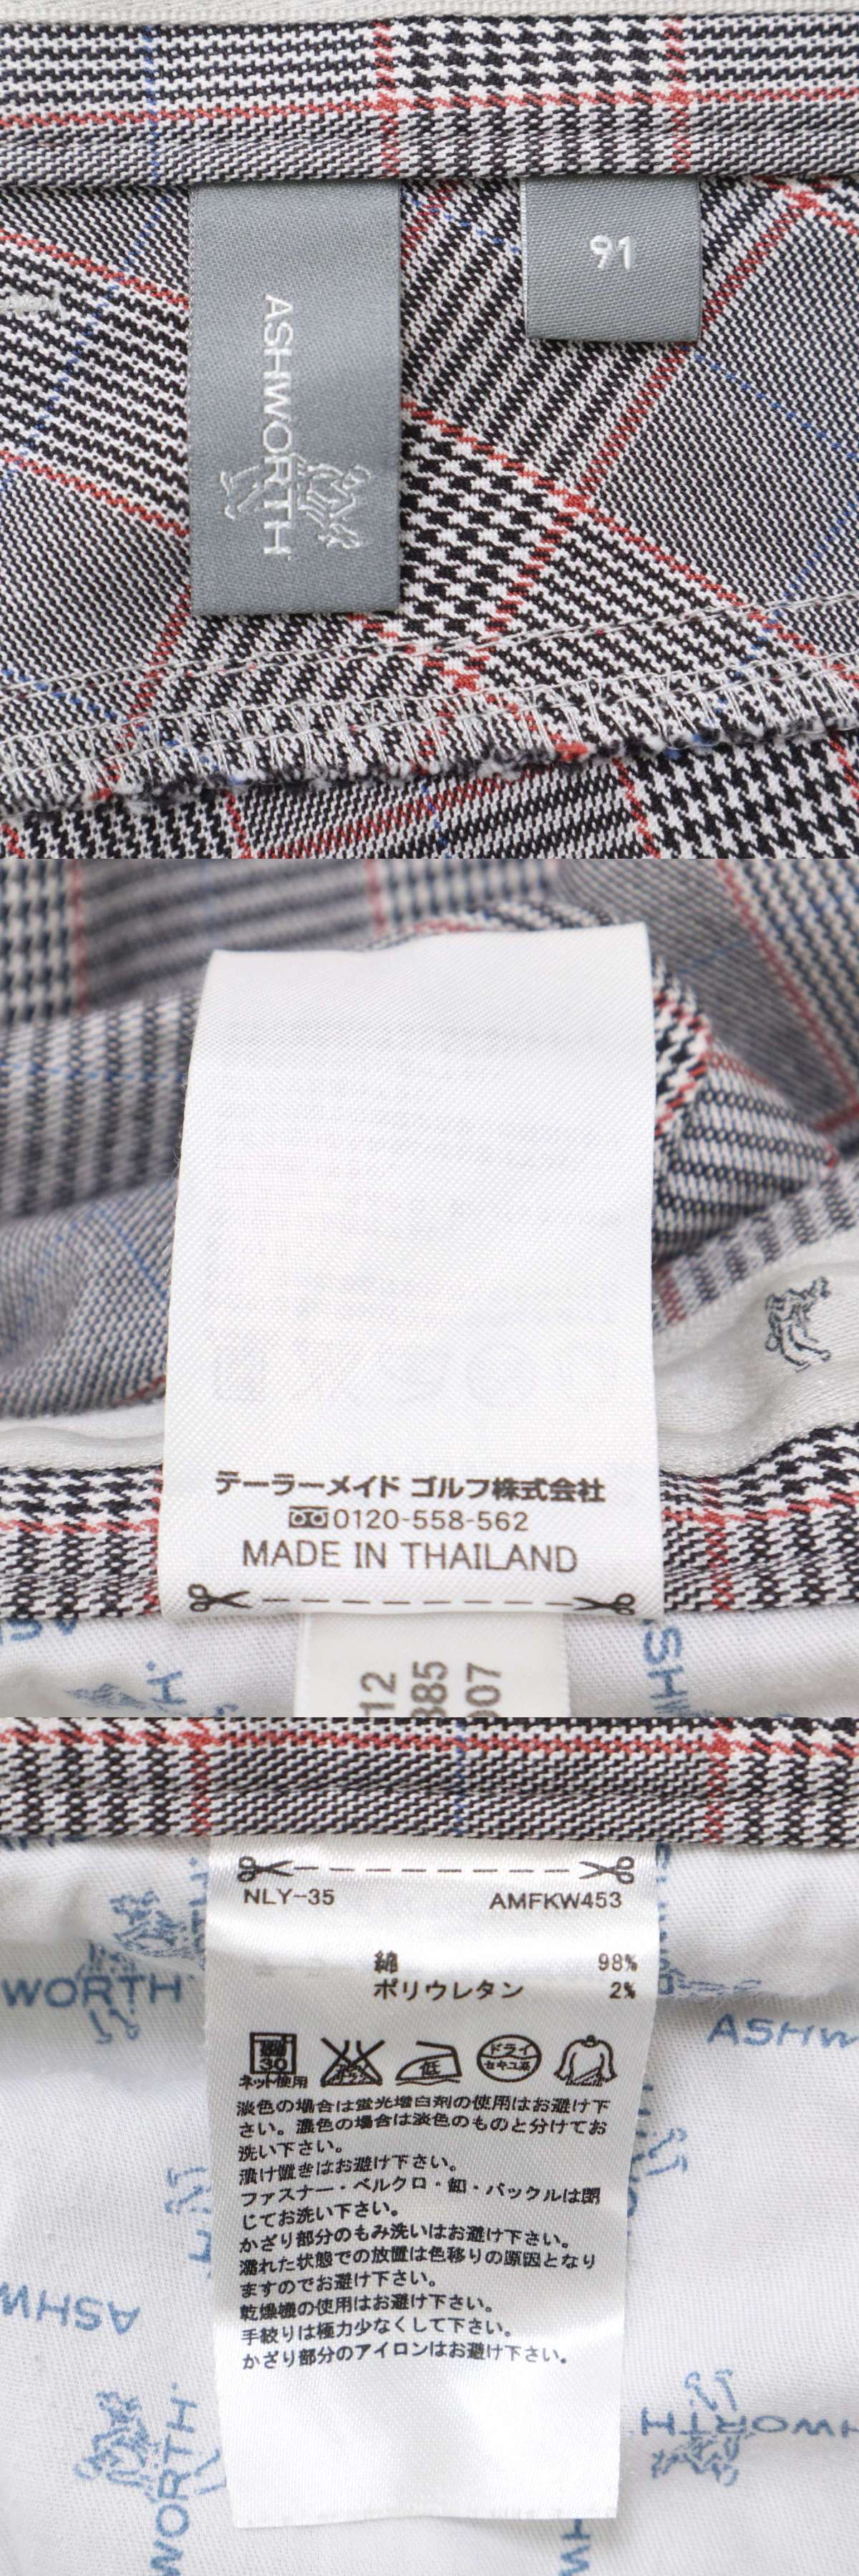 91
ASHWORTH
テーラーメイド ゴルフ株式会社
0120-558-562
MADE IN THAILAND
12
385
007
ASHW
NLY-35
AMFKW453
綿 98%
ポリウレタン 2%
WORTH
ASHW
30
ネット使用
低
ドライ
セキユ系
淡色の場合は蛍光増白剤の使用はお避け下
さい。濃色の場合は淡色のものと分けてお
洗い下さい。
漬け置きはお避け下さい。
ファスナー・ベルクロ・釦・バックルは閉
じてお洗い下さい。
かざり部分のもみ洗いはお避け下さい。
濡れた状態での放置は色移りの原因となり
ますのでお避け下さい。
乾燥機の使用はお避け下さい。
手絞りは極力少なくして下さい。
かざり部分のアイロンはお避け下さい。
ASHW
HWORTH
WORTH